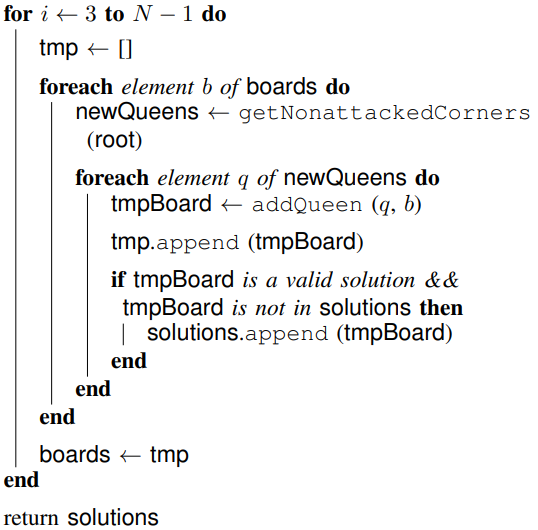 for i ← 3 to N − 1 do
tmp ← []
foreach element b of boards do
newQueens ← getNonattackedCorners
(root)
foreach element q of newQueens do
tmpBoard ← addQueen (q, b)
tmp.append (tmpBoard)
if tmpBoard is a valid solution &&
tmpBoard is not in solutions then
solutions.append (tmpBoard)
end
end
end
boards ← tmp
end
return solutions